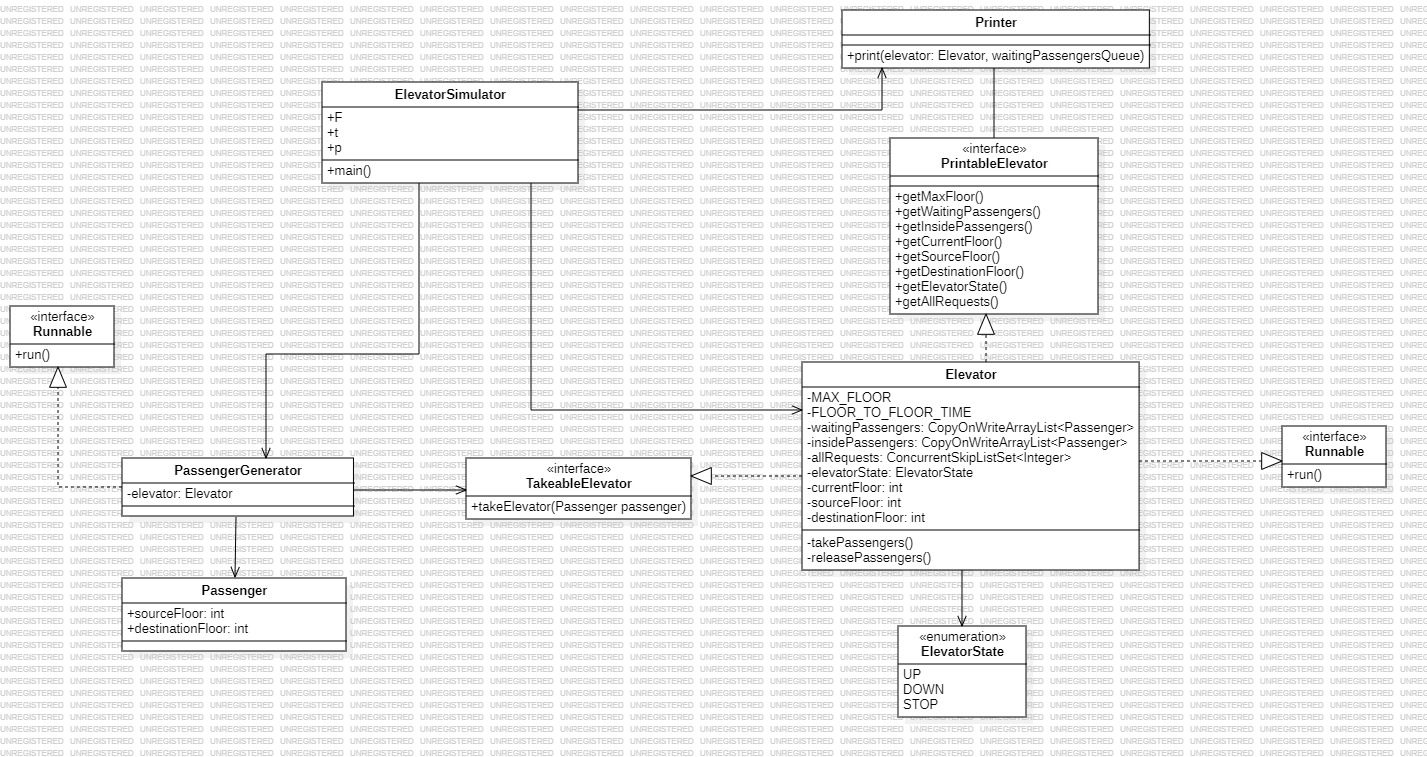 Printer
+print(elevator: Elevator, waitingPassengersQueue)
ElevatorSimulator
+F
+t
+p
+main()
«interface»
PrintableElevator
+getMaxFloor()
+getWaitingPassengers()
+getInsidePassengers()
+getCurrentFloor()
+getSourceFloor()
+getDestinationFloor()
+getElevatorState()
+getAllRequests()
«interface»
Runnable
+run()
Elevator
-MAX_FLOOR
-FLOOR_TO_FLOOR_TIME
-waitingPassengers: CopyOnWriteArrayList<Passenger>
-insidePassengers: CopyOnWriteArrayList<Passenger>
-allRequests: ConcurrentSkipListSet<Integer>
-elevatorState: ElevatorState
-currentFloor: int
-sourceFloor: int
-destinationFloor: int
-takePassengers()
-releasePassengers()
«interface»
Runnable
+run()
PassengerGenerator
-elevator: Elevator
«interface»
TakeableElevator
+takeElevator(Passenger passenger)
Passenger
+sourceFloor: int
+destinationFloor: int
«enumeration»
ElevatorState
UP
DOWN
STOP
UNREGISTERED